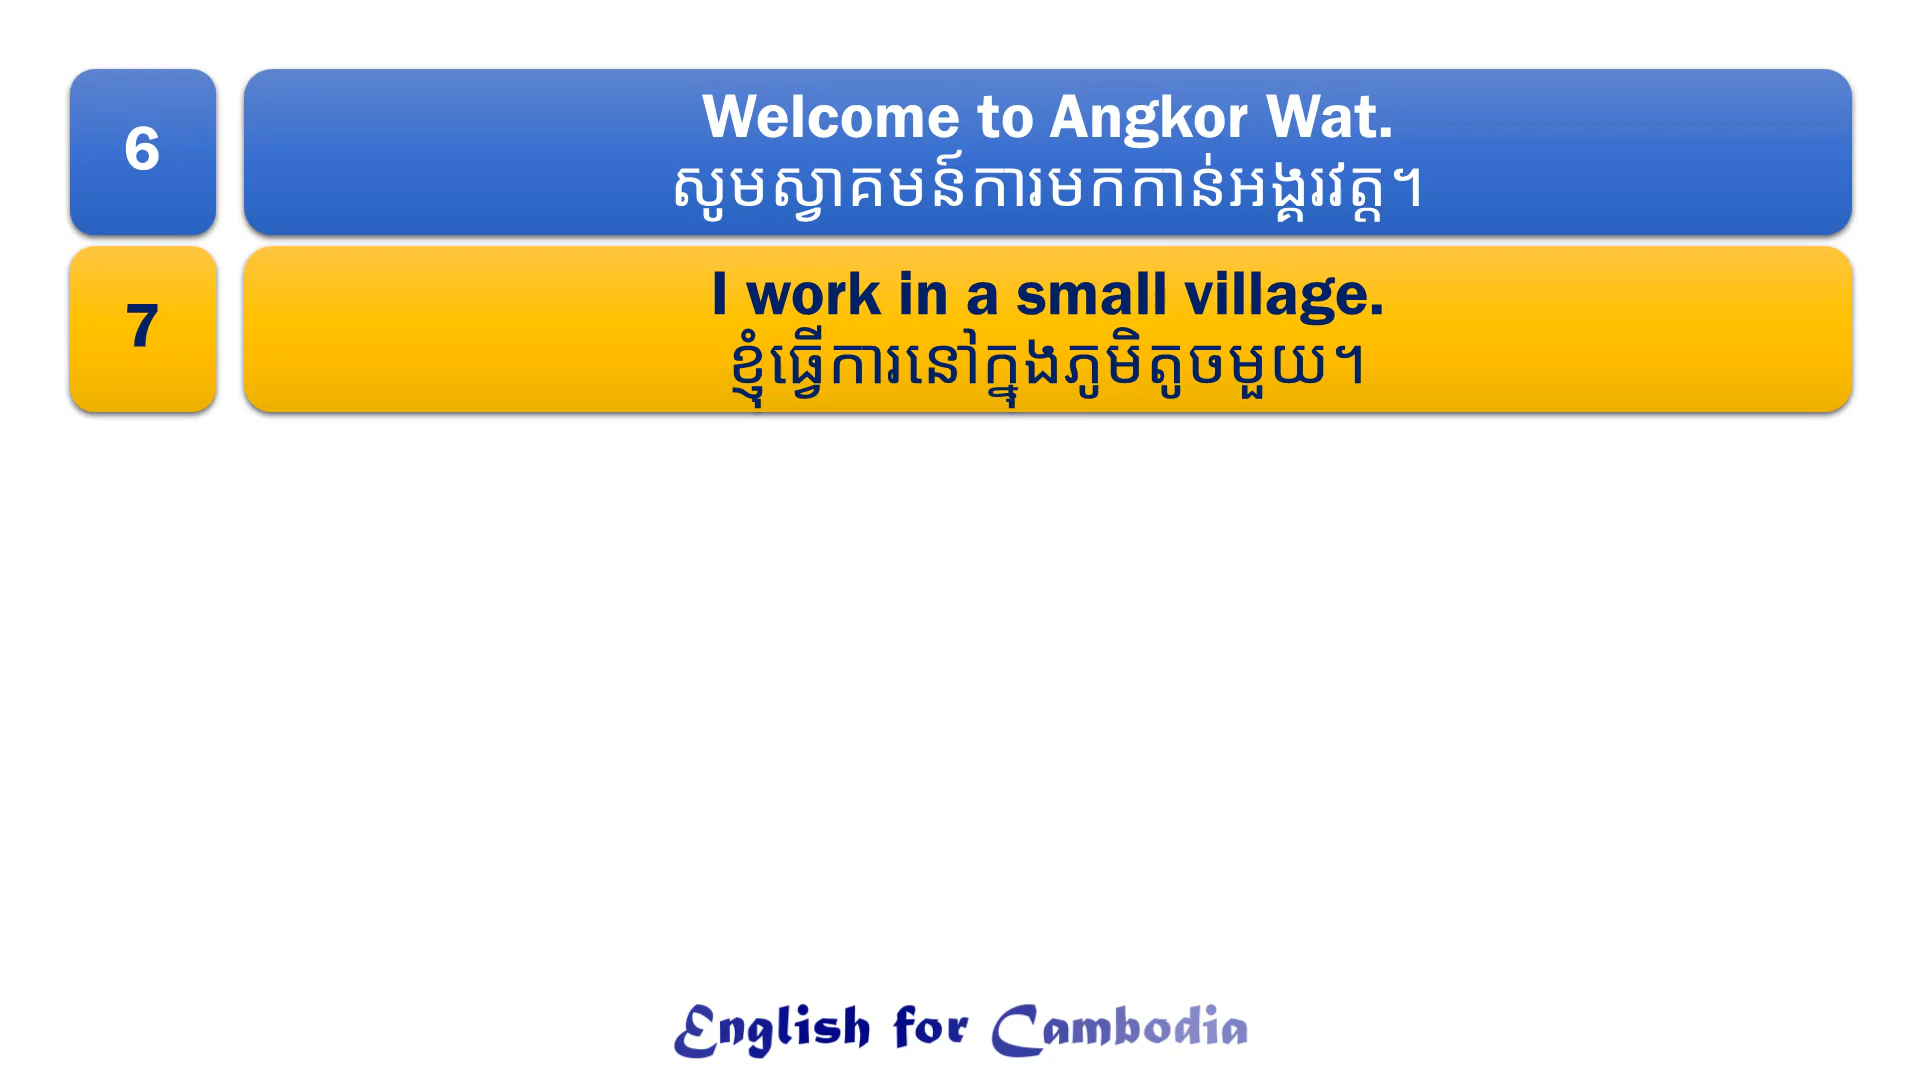 6
Welcome to Angkor Wat.
សូមស្វាគមន៍ការមកកាន់អង្គរវត្ត។
7
I work in a small village.
ខ្ញុំធ្វើការនៅក្នុងភូមិតូចមួយ។
English for Cambodia